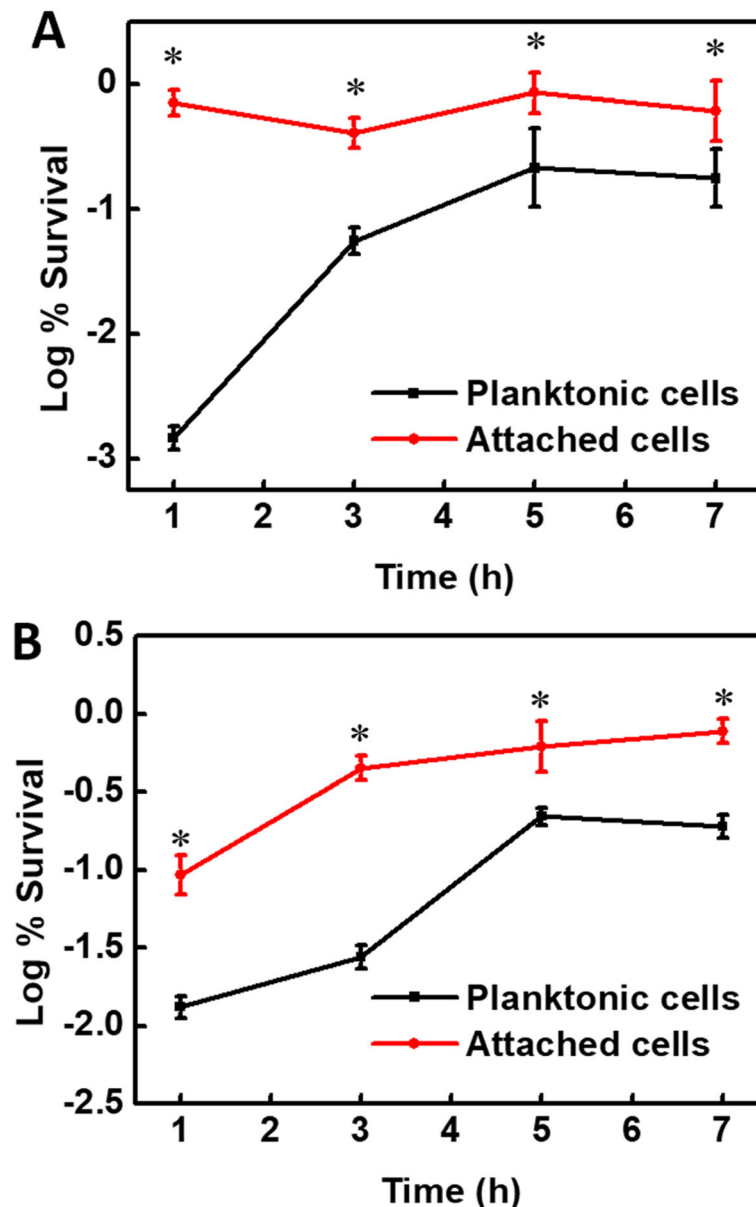 A
* * * *
0
-1
-2
-3
Log % Survival
Planktonic cells
Attached cells
1 2 3 4 5 6 7
Time (h)
B
* * * *
0.5
0.0
-0.5
-1.0
-1.5
-2.0
-2.5
Log % Survival
Planktonic cells
Attached cells
1 2 3 4 5 6 7
Time (h)